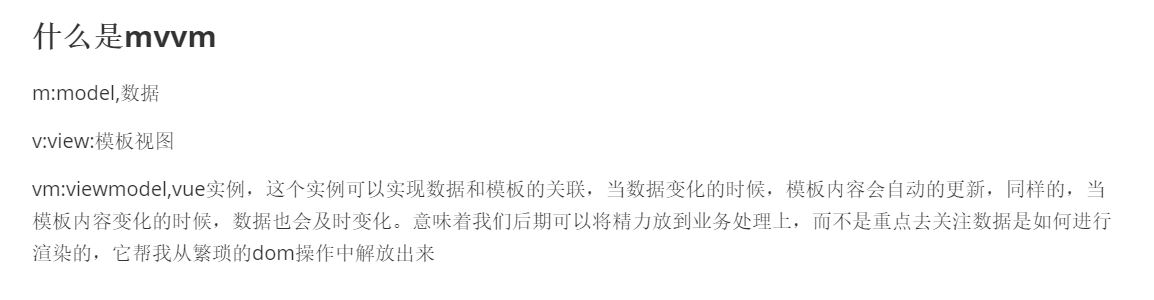 什么是mvvm
m:model,数据
v:view:模板视图
vm:viewmodel,vue实例，这个实例可以实现数据和模板的关联，当数据变化的时候，模板内容会自动的更新，同样的，当
模板内容变化的时候，数据也会及时变化。意味着我们后期可以将精力放到业务处理上，而不是重点去关注数据是如何进行
渲染的，它帮我从繁琐的dom操作中解放出来